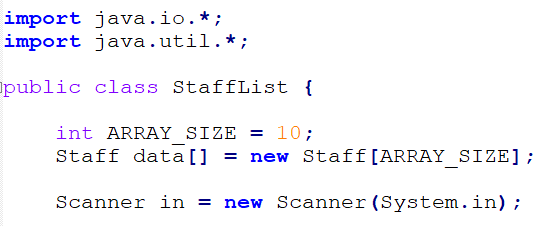 import java.io.*;
import java.util.*;
public class StaffList {
int ARRAY_SIZE = 10;
Staff data[] = new Staff[ARRAY_SIZE];
Scanner in = new Scanner(System.in);